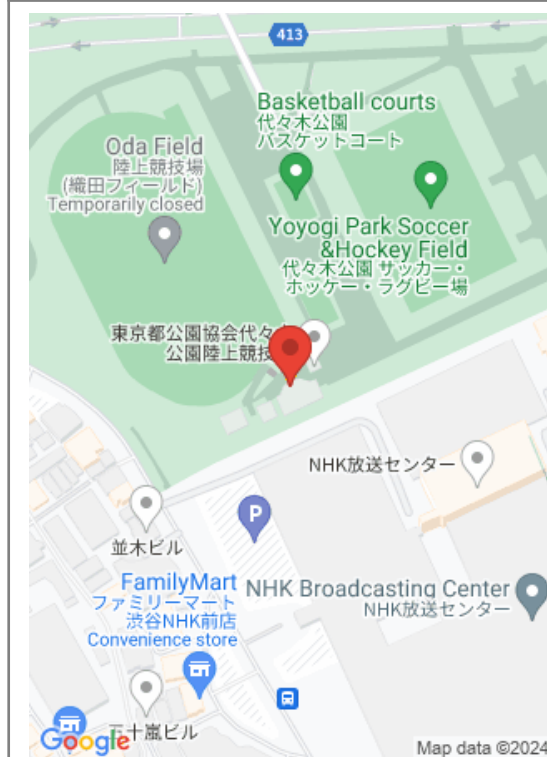 413
Basketball courts
代々木公園
バスケットコート
Oda Field
陸上競技場
(織田フィールド)
Temporarily closed
Yoyogi Park Soccer
&Hockey Field
代々木公園 サッカー・
ホッケー・ラグビー場
東京都公園協会代々
公園陸上競技
NHK放送センター
P
並木ビル
FamilyMart
ファミリーマート
渋谷NHK前店
Convenience store
NHK Broadcasting Center
NHK放送センター
十嵐ビル
Google
Map data ©2024